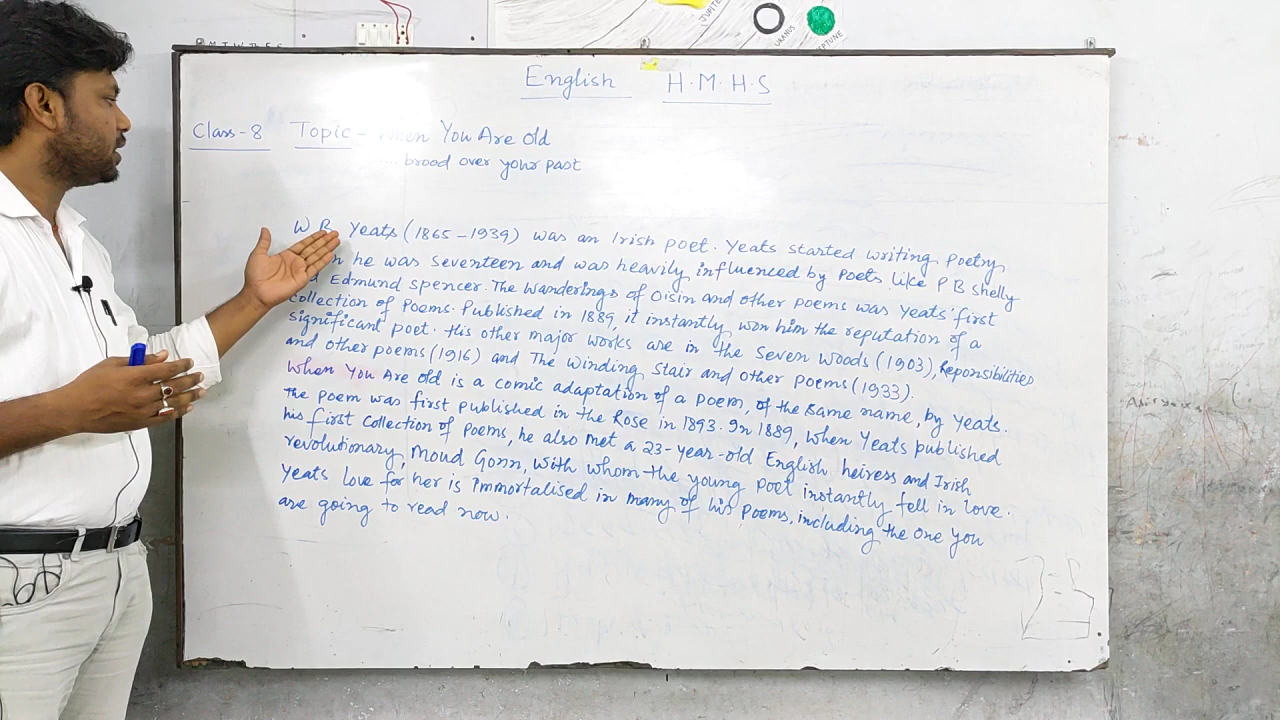 JUPITE
URANUS
NEPTUNE
English H.M.H.S
Class-8 Topic - When You Are Old
.... brood over your past
W B Yeats (1865-1939) was an Irish poet. Yeats started writing Poetry
he was seventeen and was heavily influenced by Poets like P B Shelly
Edmund Spencer. The Wanderings of Oisin and other poems was Yeats' first
collection of Poems. Published in 1889, it instantly won him the reputation of a
significant poet. His other major works are in the Seven Woods (1903), Reponsibilities
and other poems (1916) and The Winding Stair and other Poems (1933).
When You Are Old is a comic adaptation of a Poem, of the same name, by Yeats.
The Poem was first published in the Rose in 1893. In 1889, when Yeats published
his first collection of Poems, he also met a 23-year-old English heiress and Irish
revolutionary, Moud Gonn, with whom the young poet instantly fell in love.
Yeats love for her is immortalised in many of his Poems, including the one you
are going to read now.